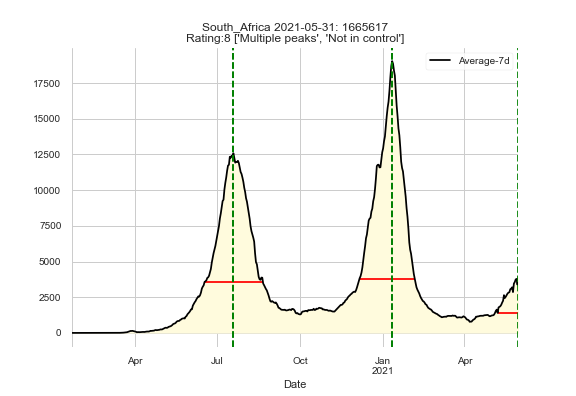 South_Africa 2021-05-31: 1665617
Rating:8 ['Multiple peaks', 'Not in control']
Average-7d
17500
15000
12500
10000
7500
5000
2500
0
Apr
Jul
Oct
Jan
2021
Apr
Date